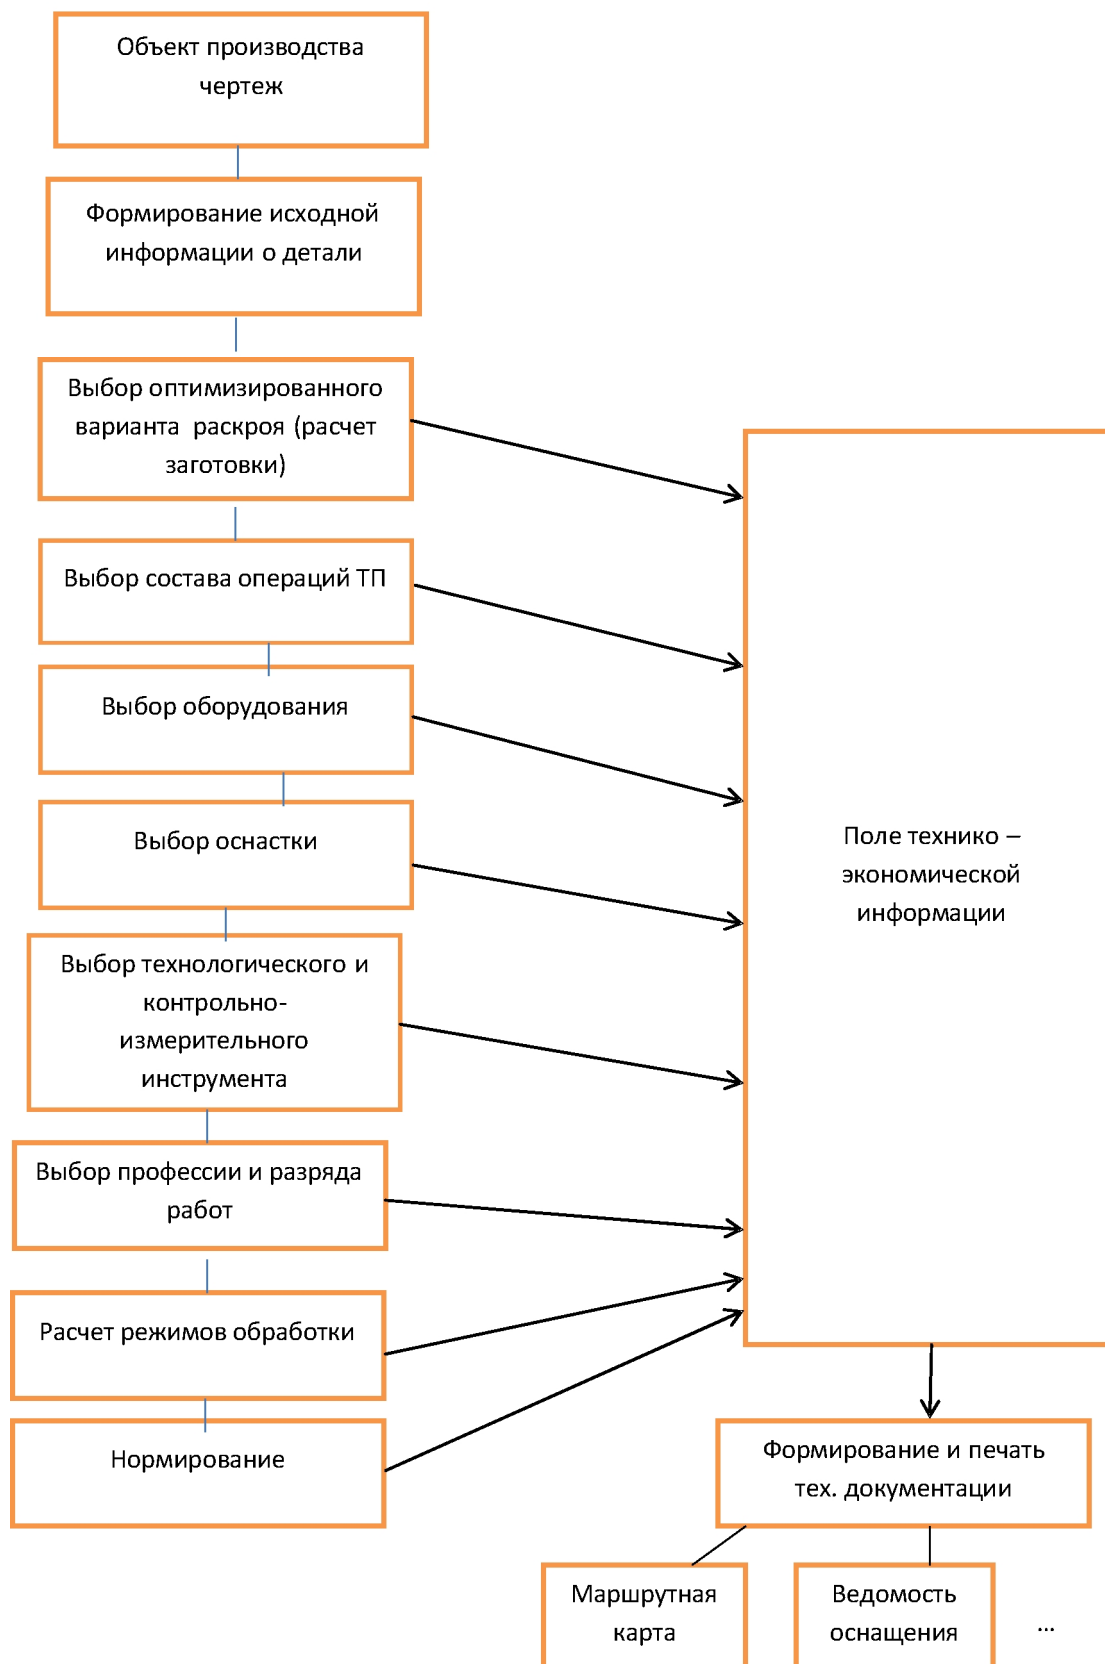 Объект производства
чертеж
Формирование исходной
информации о детали
Выбор оптимизированного
варианта раскроя (расчет
заготовки)
Выбор состава операций ТП
Выбор оборудования
Выбор оснастки
Выбор технологического и
контрольно-
измерительного
инструмента
Выбор профессии и разряда
работ
Расчет режимов обработки
Нормирование
Поле технико –
экономической
информации
Формирование и печать
тех. документации
Маршрутная
карта
Ведомость
оснащения
...